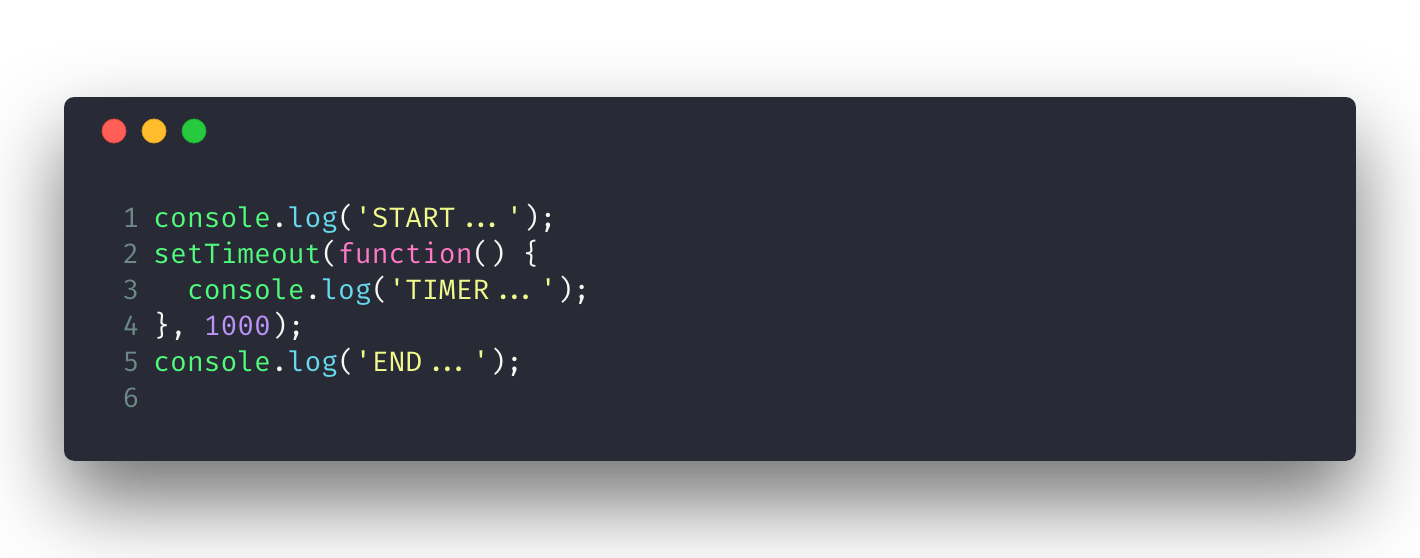 1 console.log('START...');
2 setTimeout(function() {
3   console.log('TIMER...');
4 }, 1000);
5 console.log('END...');
6